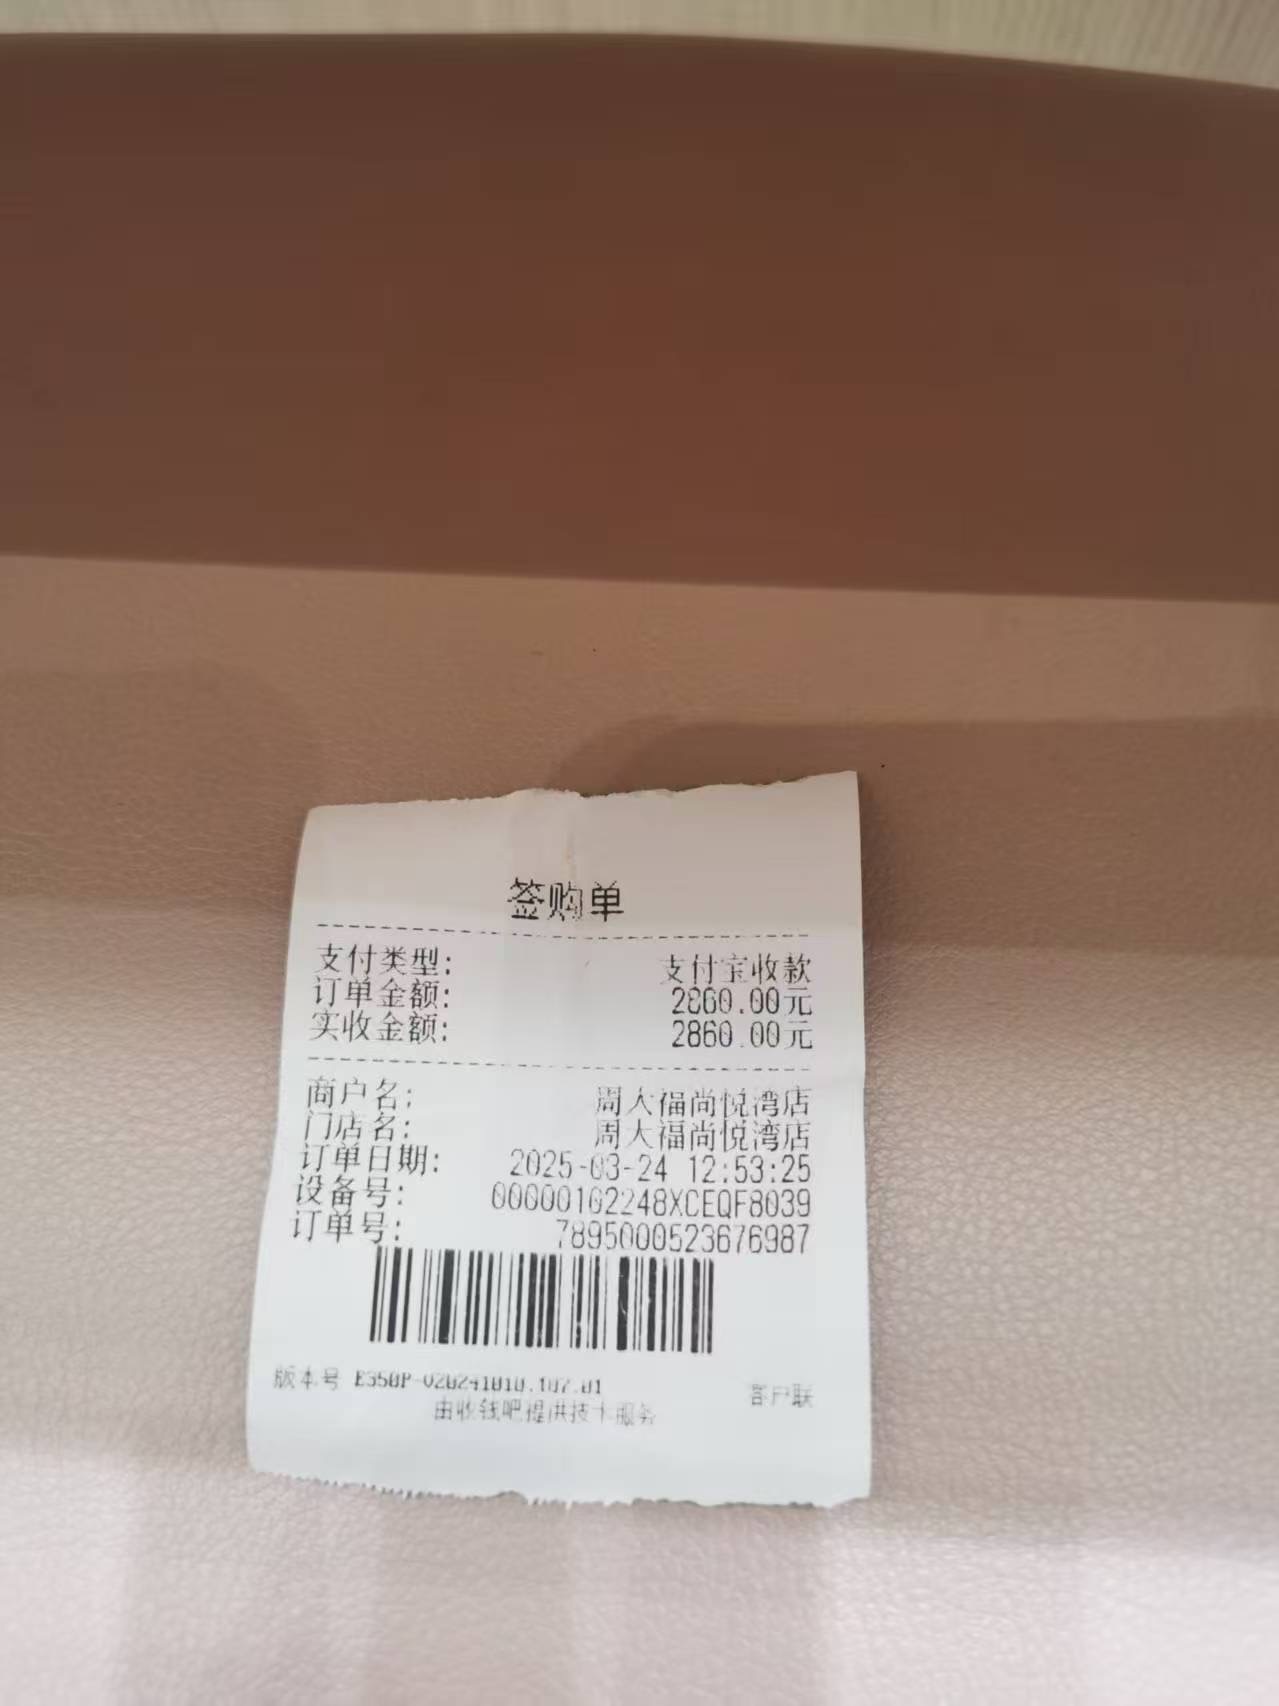 签购单
支付类型: 支付宝收款
订单金额: 2860.00元
实收金额: 2860.00元
商户名: 周大福尚悦湾店
门店名: 周大福尚悦湾店
订单日期: 2025-03-24 12:53:25
设备号: 00000102248XCEQF8039
订单号: 7895000523676987
版本号
由收钱吧提供技术服务
客户联